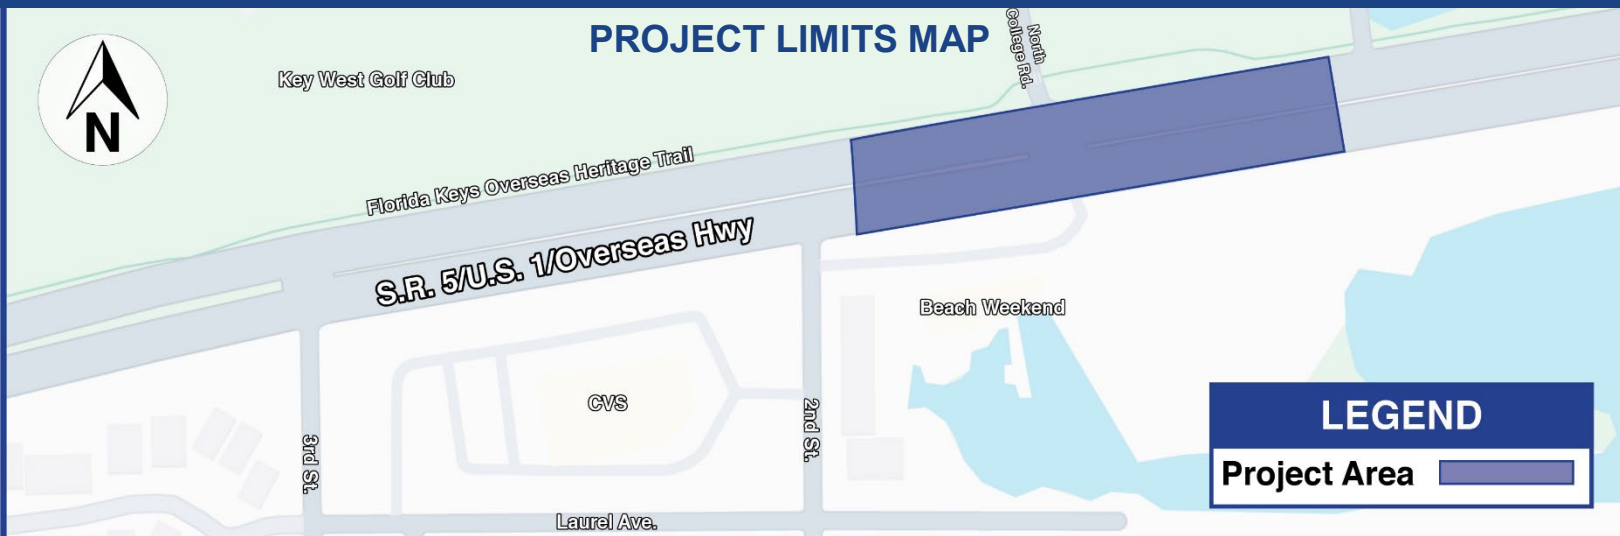 PROJECT LIMITS MAP
North
College Rd.
Key West Golf Club
N
Florida Keys Overseas Heritage Trail
S.R. 5/U.S. 1/Overseas Hwy
Beach Weekend
CVS
3rd St.
2nd St.
Laurel Ave.
LEGEND
Project Area